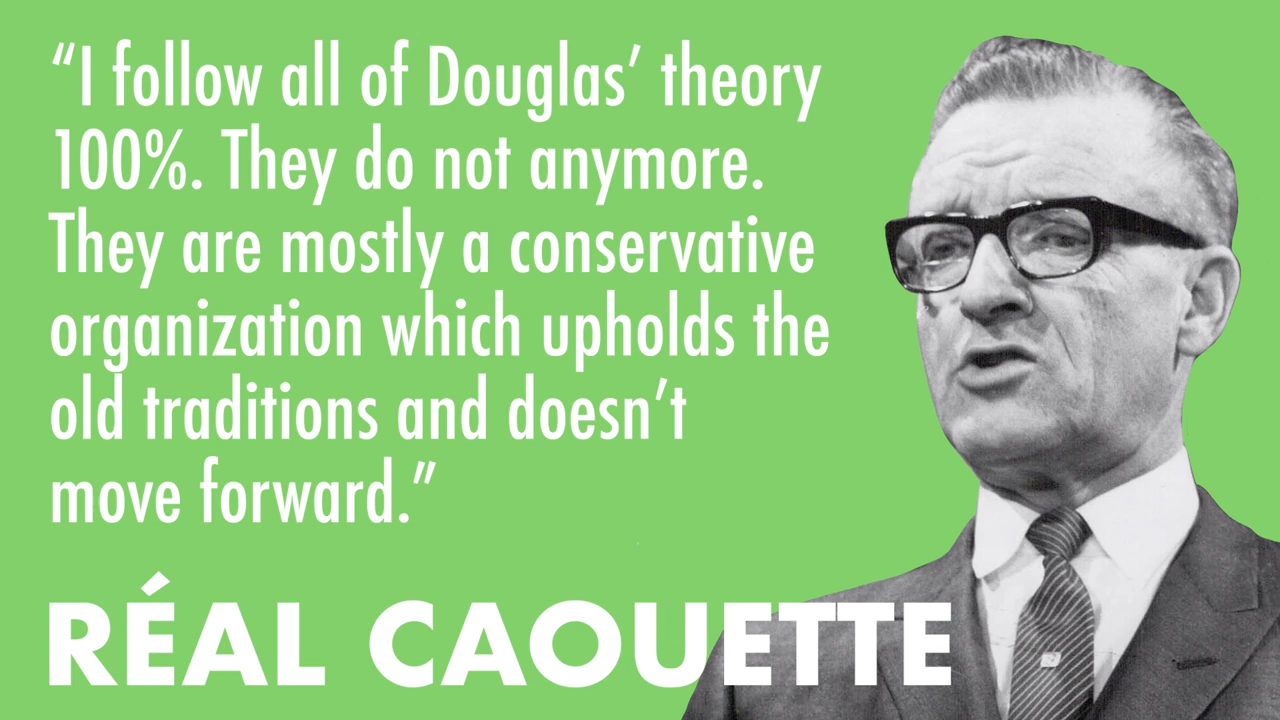 “I follow all of Douglas’ theory
100%. They do not anymore.
They are mostly a conservative
organization which upholds the
old traditions and doesn’t
move forward.”
RÉAL CAOUETTE